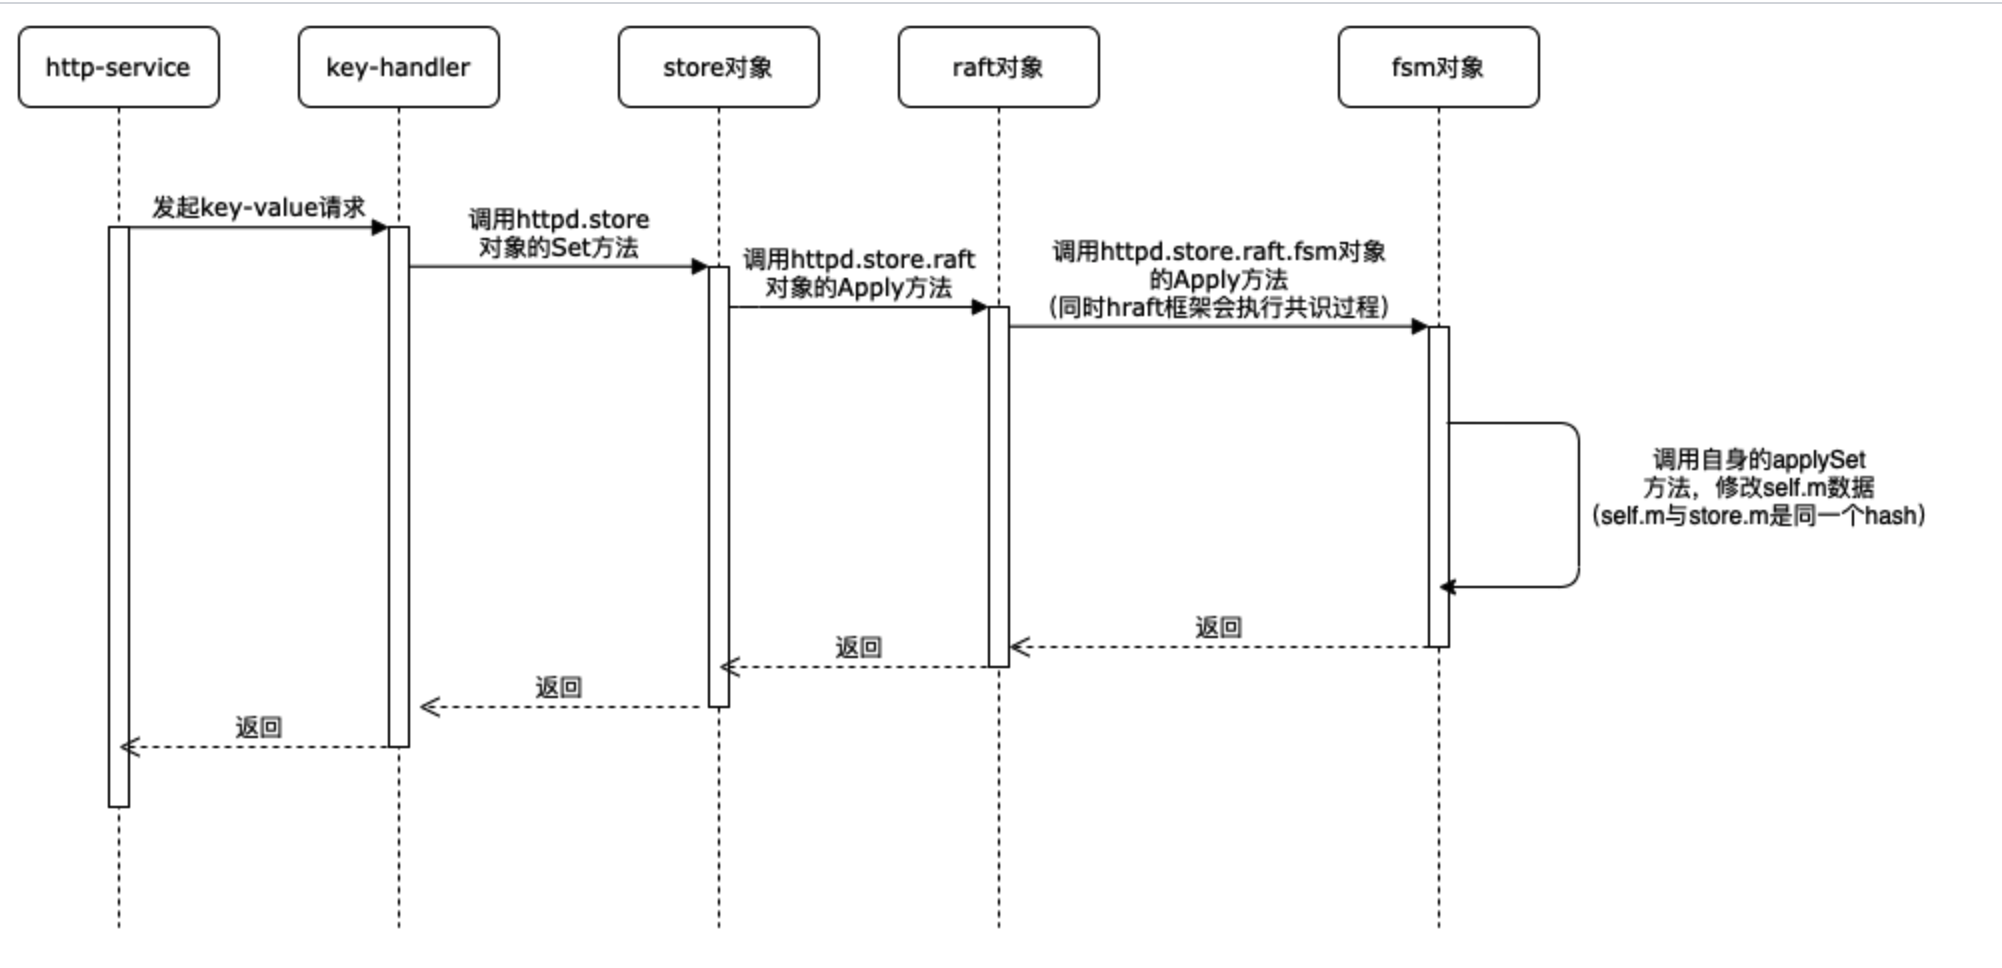 http-service
key-handler
store对象
raft对象
fsm对象
发起key-value请求
调用httpd.store
对象的Set方法
调用httpd.store.raft
对象的Apply方法
调用httpd.store.raft.fsm对象
的Apply方法
（同时hraft框架会执行共识过程）
调用自身的applySet
方法，修改self.m数据
（self.m与store.m是同一个hash）
返回
返回
返回
返回